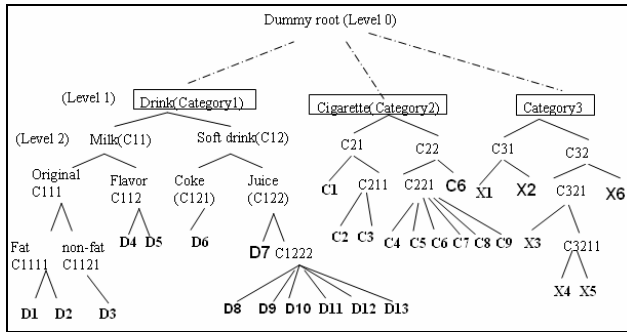 Dummy root (Level 0)
(Level 1) Drink(Category1) Cigarette(Category2) Category3
(Level 2) Milk(C11) Soft drink(C12) C21 C22 C31 C32
Original C111 Flavor C112 Coke (C121) Juice (C122) C1 C211 C221 C6 X1 X2 C321 X6
Fat C1111 non-fat C1121 D4 D5 D6 D7 C1222 C2 C3 C4 C5 C6 C7 C8 C9 X3 C3211
D1 D2 D3 D8 D9 D10 D11 D12 D13 X4 X5